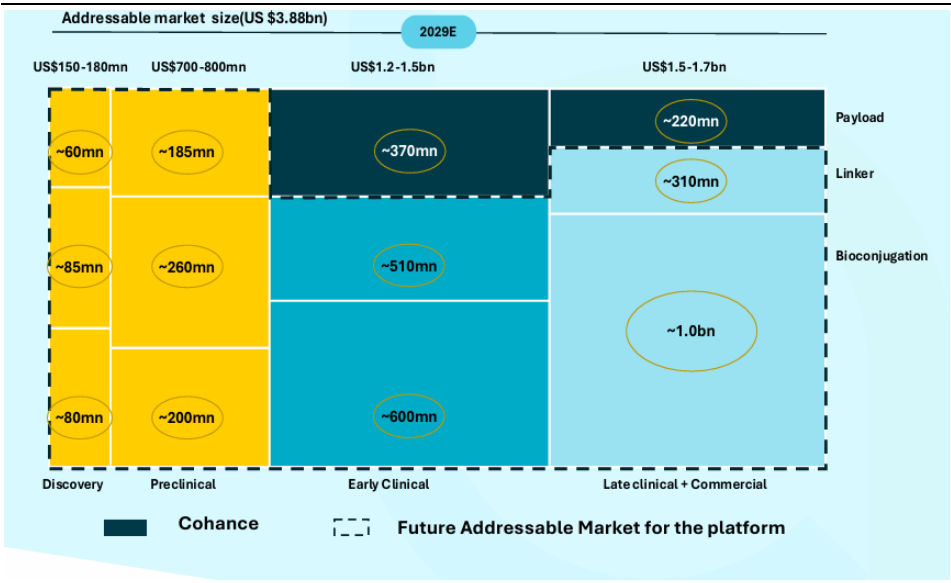 Addressable market size(US $3.88bn)
2029E
US$150-180mn US$700-800mn US$1.2-1.5bn US$1.5-1.7bn
~60mn ~185mn ~370mn ~220mn Payload
~310mn Linker
~85mn ~260mn ~510mn Bioconjugation
~1.0bn
~80mn ~200mn ~600mn
Discovery Preclinical Early Clinical Late clinical + Commercial
Cohance Future Addressable Market for the platform